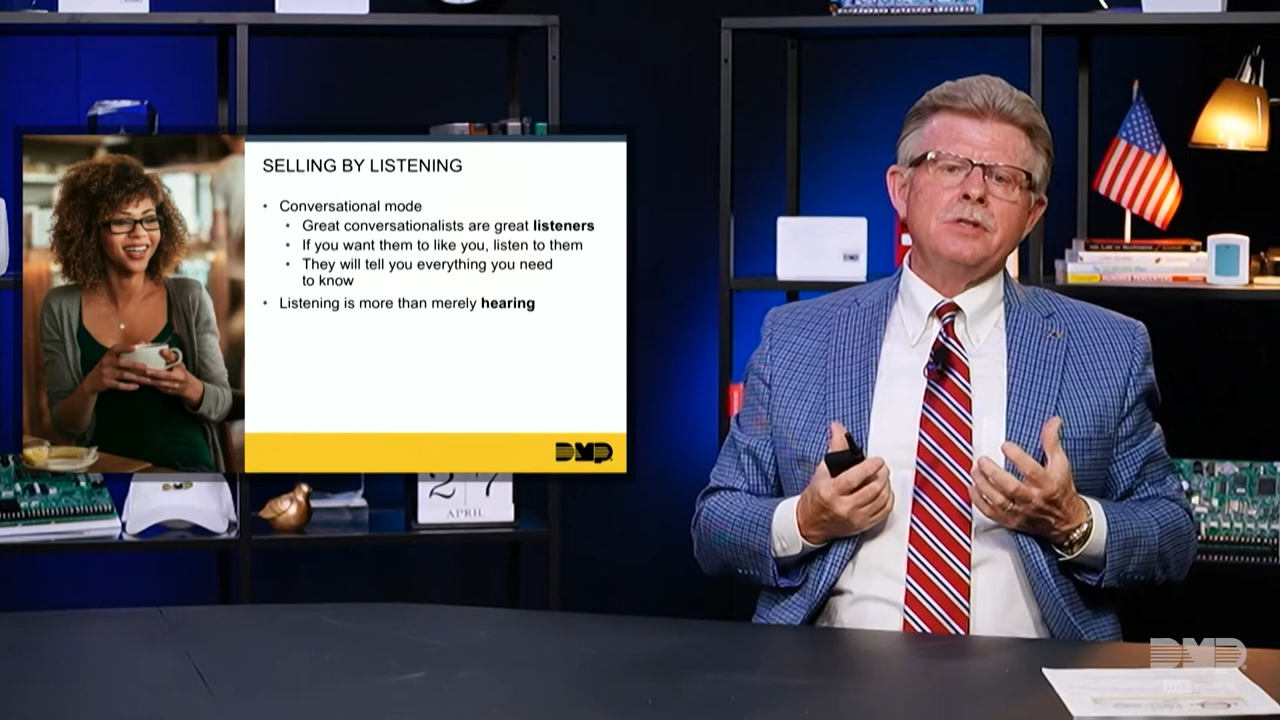 SELLING BY LISTENING
• Conversational mode
• Great conversationalists are great listeners
• If you want them to like you, listen to them
• They will tell you everything you need
to know
• Listening is more than merely hearing
DMP
27
APRIL
DMP